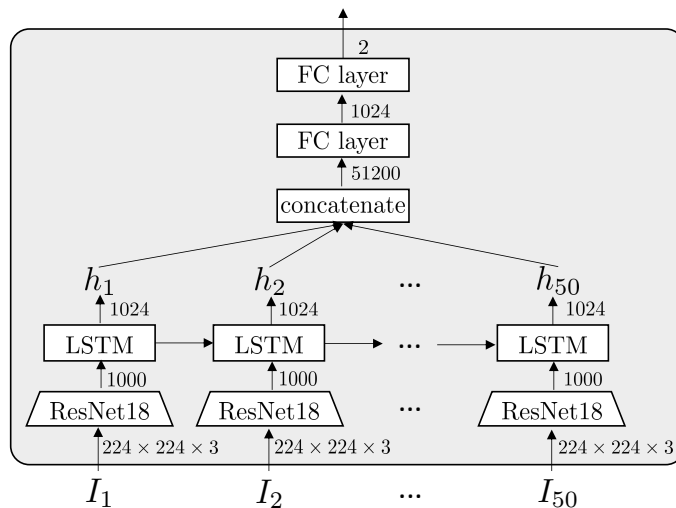 2
FC layer
1024
FC layer
51200
concatenate
h₁ h₂ ... h₅₀
1024 1024 1024
LSTM LSTM ... LSTM
1000 1000 1000
ResNet18 ResNet18 ... ResNet18
224 × 224 × 3 224 × 224 × 3 224 × 224 × 3
I₁ I₂ ... I₅₀